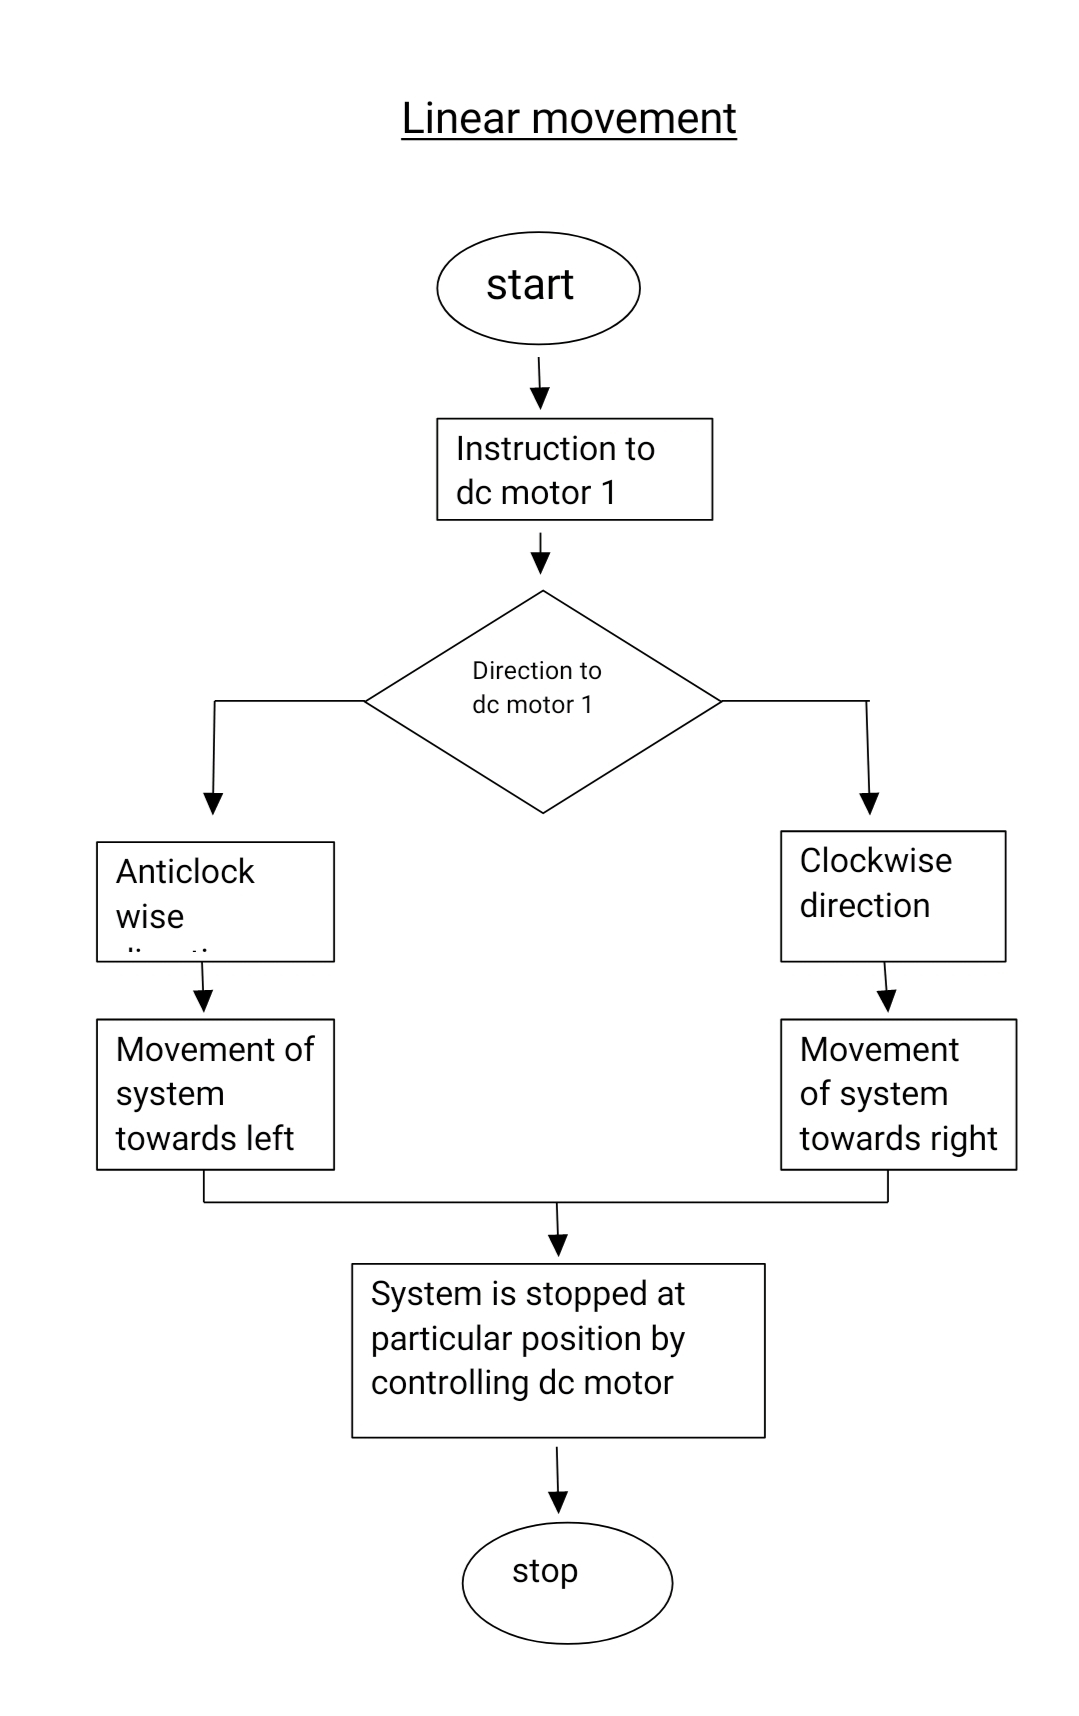 Linear movement
start
Instruction to
dc motor 1
Direction to
dc motor 1
Anticlock
wise
Clockwise
direction
Movement of
system
towards left
Movement
of system
towards right
System is stopped at
particular position by
controlling dc motor
stop